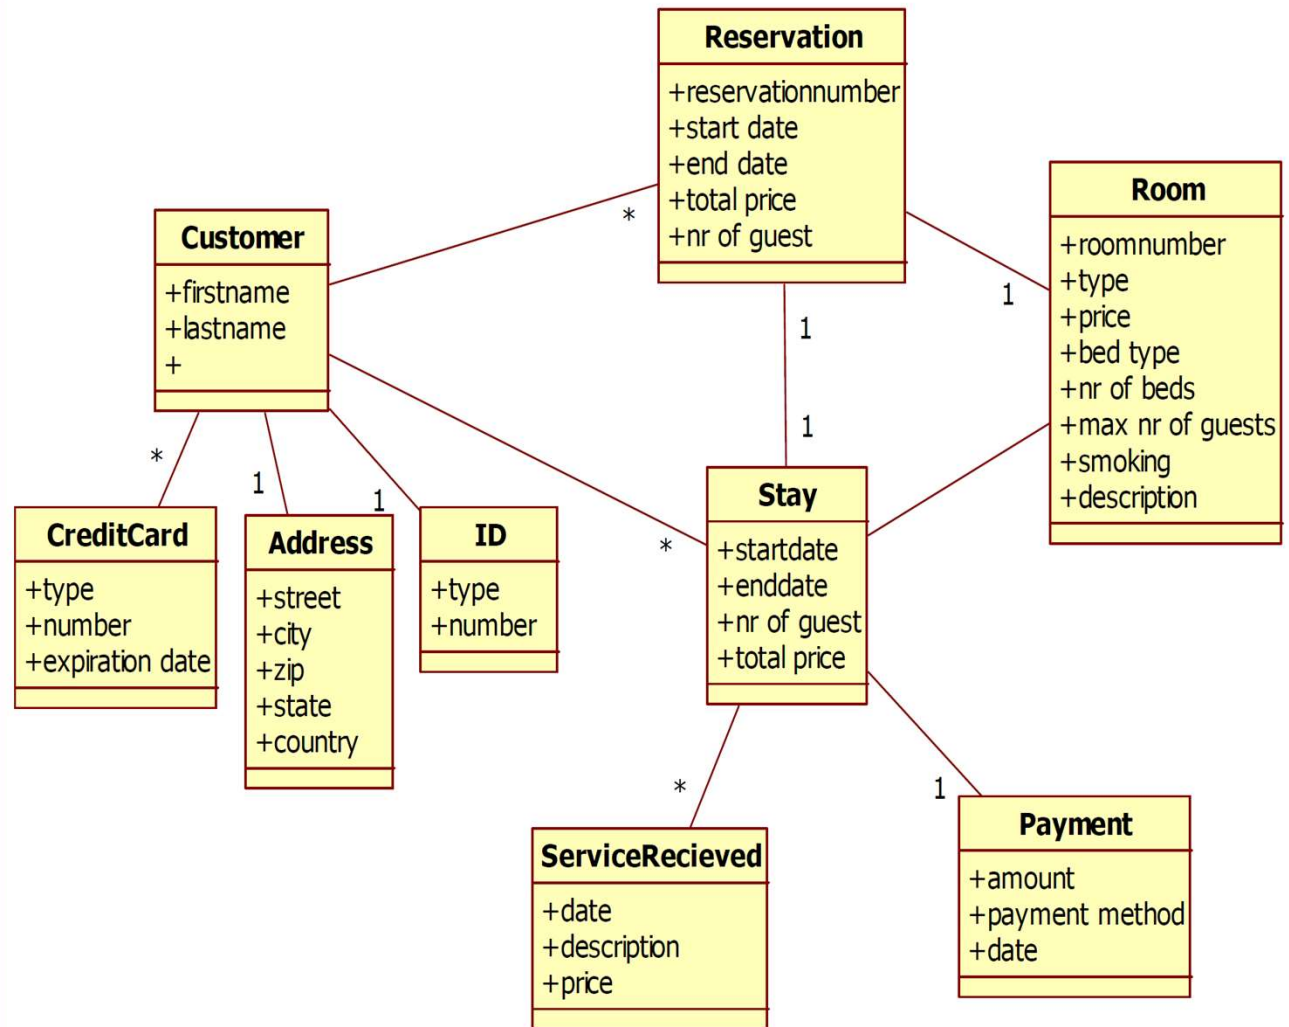 Reservation
+reservationnumber
+start date
+end date
+total price
+nr of guest
Room
+roomnumber
+type
+price
+bed type
+nr of beds
+max nr of guests
+smoking
+description
Customer
+firstname
+lastname
+
*
1
1
1
*
*
1
1
CreditCard
+type
+number
+expiration date
Address
+street
+city
+zip
+state
+country
ID
+type
+number
Stay
+startdate
+enddate
+nr of guest
+total price
*
1
ServiceRecieved
+date
+description
+price
Payment
+amount
+payment method
+date